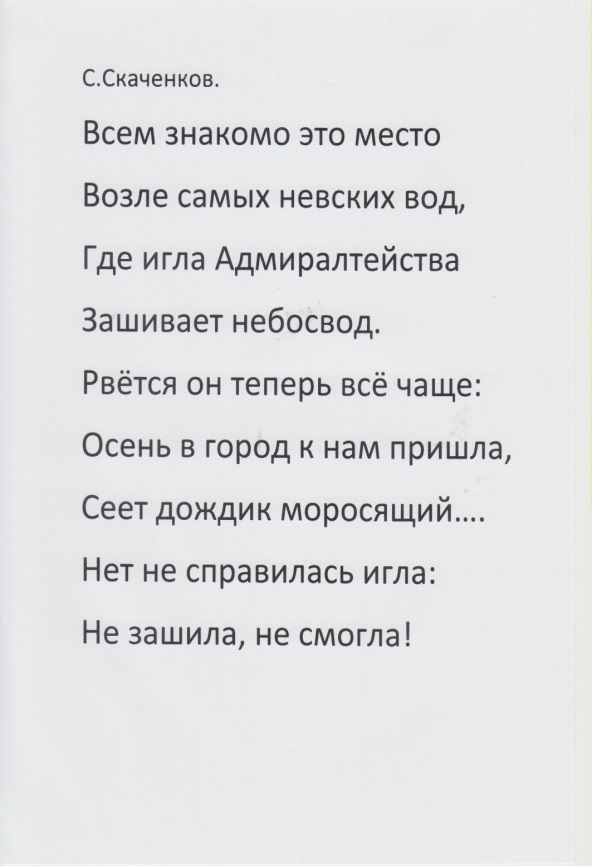 С.Скаченков.
Всем знакомо это место
Возле самых невских вод,
Где игла Адмиралтейства
Зашивает небосвод.
Рвётся он теперь всё чаще:
Осень в город к нам пришла,
Сеет дождик моросящий....
Нет не справилась игла:
Не зашила, не смогла!